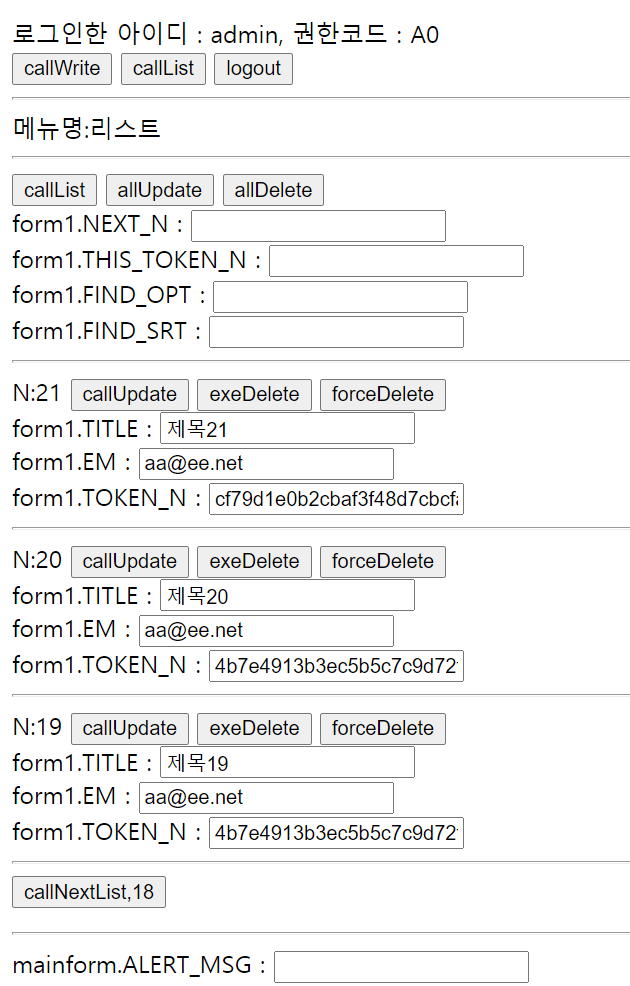 로그인한 아이디 : admin, 권한코드 : A0
callWrite callList logout
메뉴명:리스트
callList allUpdate allDelete
form1.NEXT_N :
form1.THIS_TOKEN_N :
form1.FIND_OPT :
form1.FIND_SRT :
N:21 callUpdate exeDelete forceDelete
form1.TITLE : 제목21
form1.EM : aa@ee.net
form1.TOKEN_N : cf79d1e0b2cbaf3f48d7cbcfa
N:20 callUpdate exeDelete forceDelete
form1.TITLE : 제목20
form1.EM : aa@ee.net
form1.TOKEN_N : 4b7e4913b3ec5b5c7c9d72
N:19 callUpdate exeDelete forceDelete
form1.TITLE : 제목19
form1.EM : aa@ee.net
form1.TOKEN_N : 4b7e4913b3ec5b5c7c9d72
callNextList,18
mainform.ALERT_MSG :